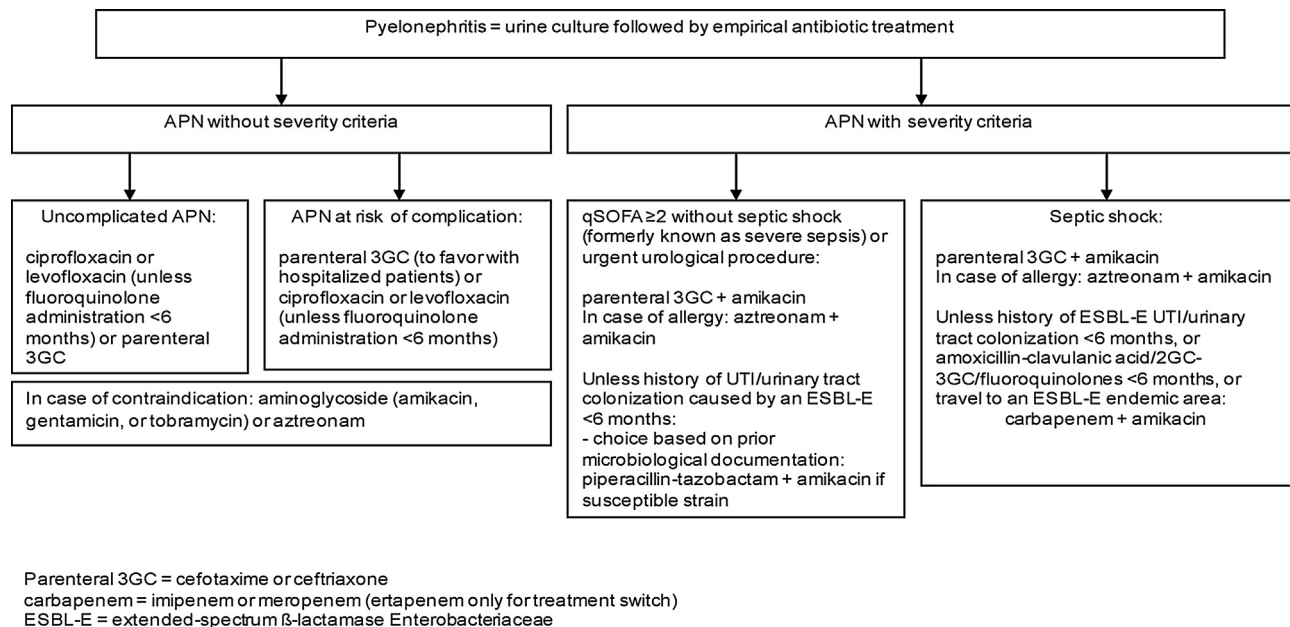 Pyelonephritis = urine culture followed by empirical antibiotic treatment
APN without severity criteria
APN with severity criteria
Uncomplicated APN:
ciprofloxacin or
levofloxacin (unless
fluoroquinolone
administration <6
months) or parenteral
3GC
APN at risk of complication:
parenteral 3GC (to favor with
hospitalized patients) or
ciprofloxacin or levofloxacin
(unless fluoroquinolone
administration <6 months)
In case of contraindication: aminoglycoside (amikacin,
gentamicin, or tobramycin) or aztreonam
qSOFA ≥2 without septic shock
(formerly known as severe sepsis) or
urgent urological procedure:
parenteral 3GC + amikacin
In case of allergy: aztreonam +
amikacin
Unless history of UTI/urinary tract
colonization caused by an ESBL-E
<6 months:
- choice based on prior
microbiological documentation:
piperacillin-tazobactam + amikacin if
susceptible strain
Septic shock:
parenteral 3GC + amikacin
In case of allergy: aztreonam + amikacin
Unless history of ESBL-E UTI/urinary
tract colonization <6 months, or
amoxicillin-clavulanic acid/2GC-
3GC/fluoroquinolones <6 months, or
travel to an ESBL-E endemic area:
carbapenem + amikacin
Parenteral 3GC = cefotaxime or ceftriaxone
carbapenem = imipenem or meropenem (ertapenem only for treatment switch)
ESBL-E = extended-spectrum ß-lactamase Enterobacteriaceae